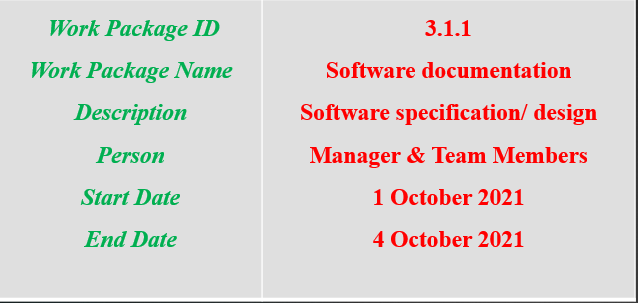 Work Package ID 3.1.1
Work Package Name Software documentation
Description Software specification/ design
Person Manager & Team Members
Start Date 1 October 2021
End Date 4 October 2021